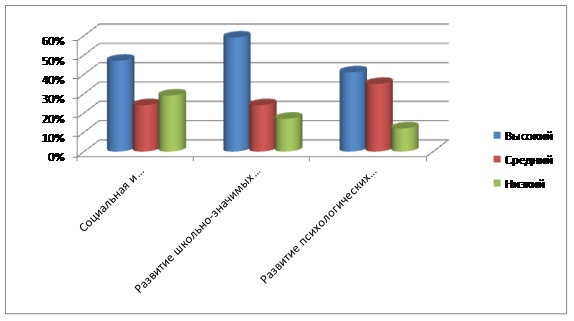 60%
50%
40%
30%
20%
10%
0%
Социальная и...
Развитие школьно-значимых...
Развитие психологических...
Высокий
Средний
Низкий